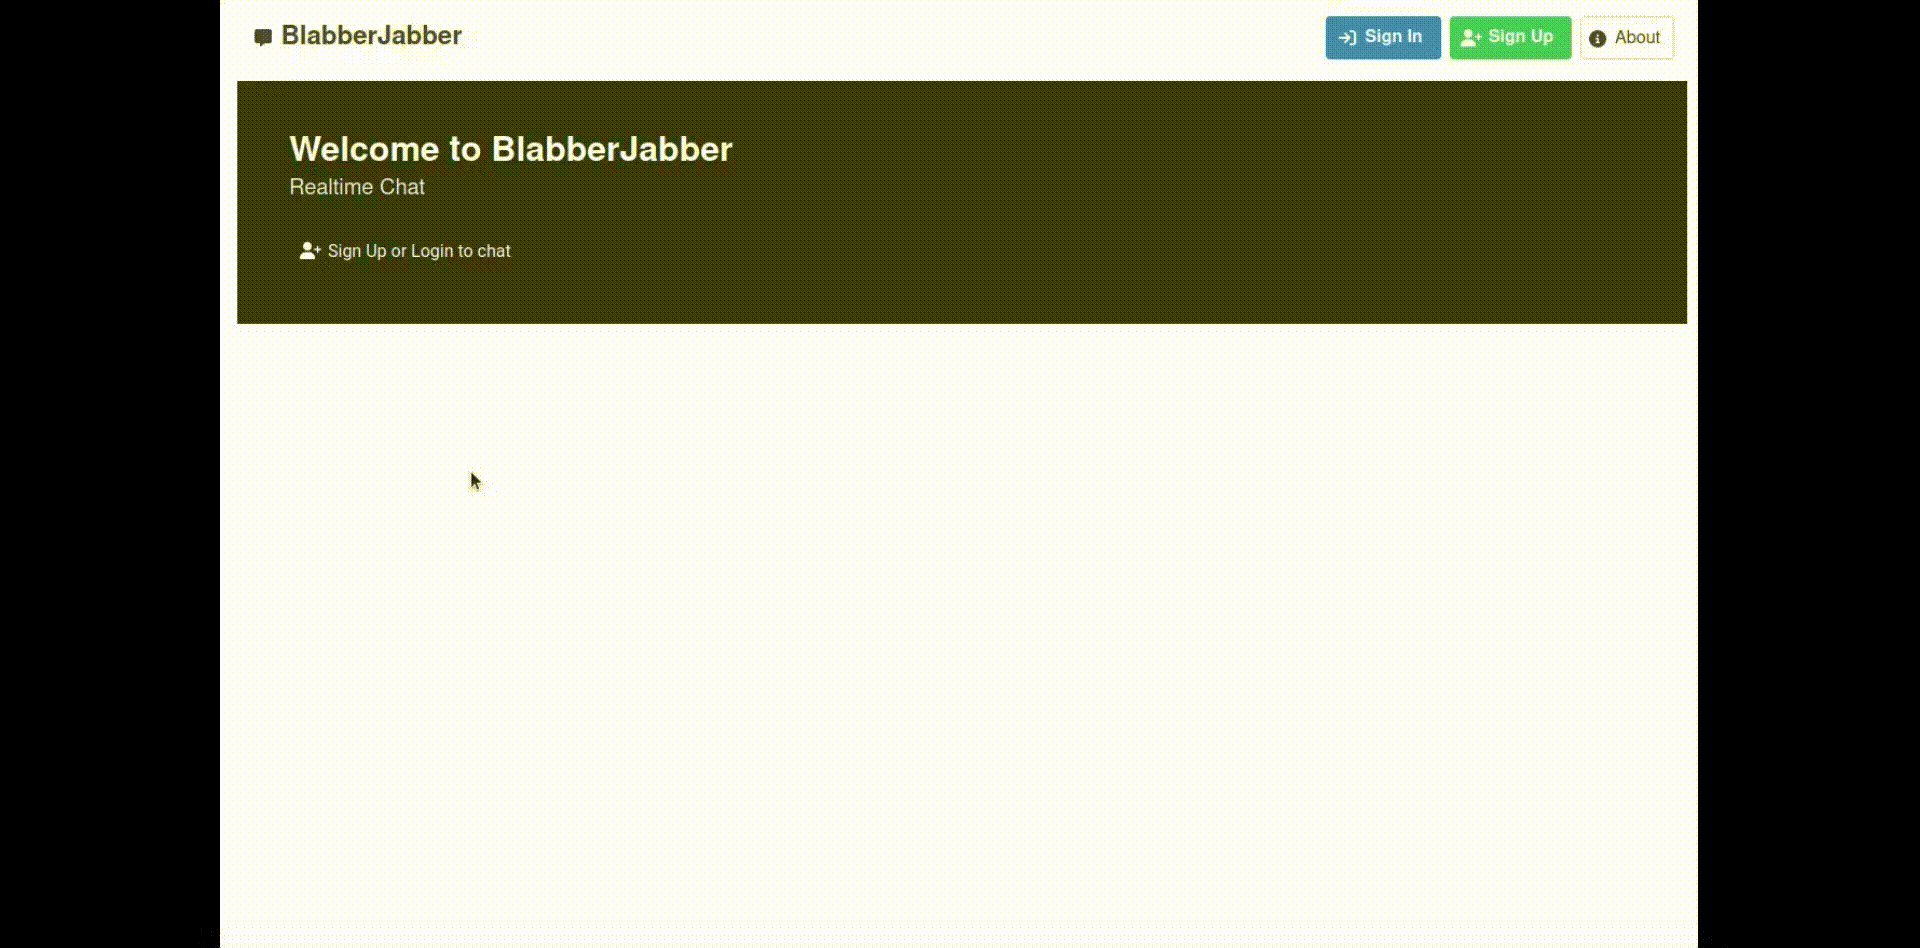 BlabberJabber
Sign In
Sign Up
About
Welcome to BlabberJabber
Realtime Chat
Sign Up or Login to chat